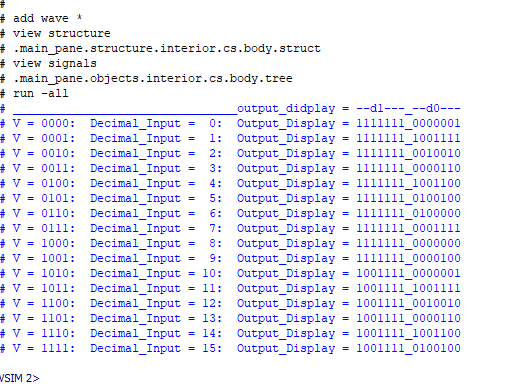 #
# add wave *
# view structure
# .main_pane.structure.interior.cs.body.struct
# view signals
# .main_pane.objects.interior.cs.body.tree
# run -all
# ________________________________output_didplay = --d1---_--d0---
# V = 0000:  Decimal_Input =  0:  Output_Display = 1111111_0000001
# V = 0001:  Decimal_Input =  1:  Output_Display = 1111111_1001111
# V = 0010:  Decimal_Input =  2:  Output_Display = 1111111_0010010
# V = 0011:  Decimal_Input =  3:  Output_Display = 1111111_0000110
# V = 0100:  Decimal_Input =  4:  Output_Display = 1111111_1001100
# V = 0101:  Decimal_Input =  5:  Output_Display = 1111111_0100100
# V = 0110:  Decimal_Input =  6:  Output_Display = 1111111_0100000
# V = 0111:  Decimal_Input =  7:  Output_Display = 1111111_0001111
# V = 1000:  Decimal_Input =  8:  Output_Display = 1111111_0000000
# V = 1001:  Decimal_Input =  9:  Output_Display = 1111111_0000100
# V = 1010:  Decimal_Input = 10:  Output_Display = 1001111_0000001
# V = 1011:  Decimal_Input = 11:  Output_Display = 1001111_1001111
# V = 1100:  Decimal_Input = 12:  Output_Display = 1001111_0010010
# V = 1101:  Decimal_Input = 13:  Output_Display = 1001111_0000110
# V = 1110:  Decimal_Input = 14:  Output_Display = 1001111_1001100
# V = 1111:  Decimal_Input = 15:  Output_Display = 1001111_0100100
VSIM 2>